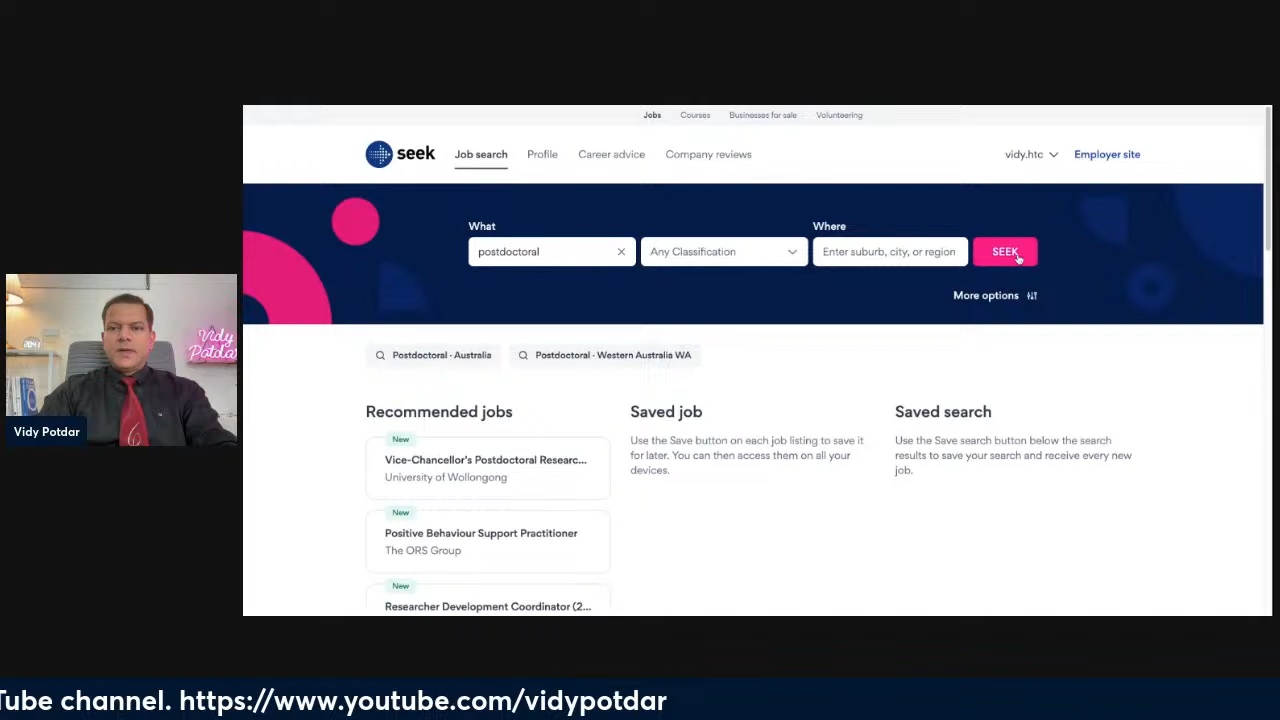 Jobs Courses Businesses for sale Volunteering
seek Job search Profile Career advice Company reviews vidy.htc Employer site
What Where
postdoctoral Any Classification Enter suburb, city, or region SEEK
More options
Postdoctoral · Australia Postdoctoral · Western Australia WA
Recommended jobs
New
Vice-Chancellor's Postdoctoral Researc...
University of Wollongong
New
Positive Behaviour Support Practitioner
The ORS Group
New
Researcher Development Coordinator (2...
Saved job
Use the Save button on each job listing to save it
for later. You can then access them on all your
devices.
Saved search
Use the Save search button below the search
results to save your search and receive every new
job.
Vidy
Potdar
Vidy Potdar
Tube channel. https://www.youtube.com/vidypotdar